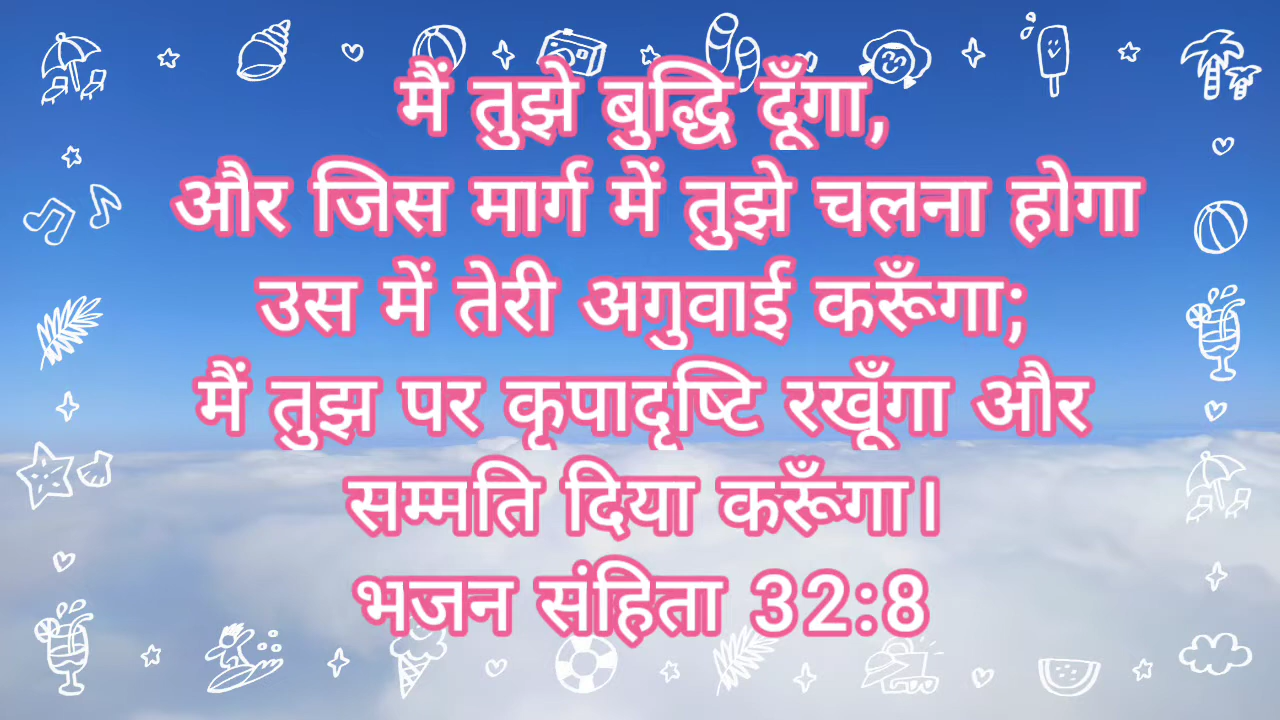 मैं तुझे बुद्धि दूँगा,
और जिस मार्ग में तुझे चलना होगा
उस में तेरी अगुवाई करूँगा;
मैं तुझ पर कृपादृष्टि रखूँगा और
सम्मति दिया करूँगा।
भजन संहिता 32:8